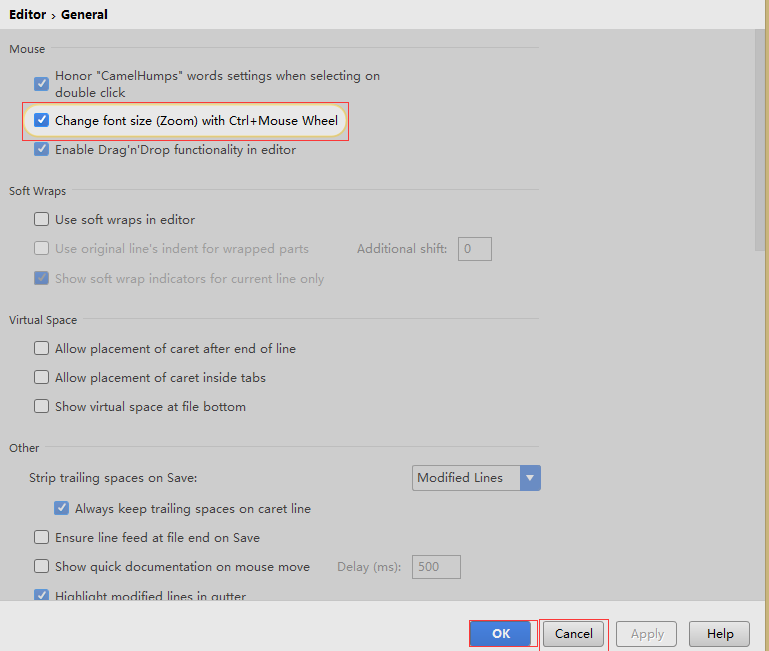 Editor › General
Mouse
Honor "CamelHumps" words settings when selecting on
double click
Change font size (Zoom) with Ctrl+Mouse Wheel
Enable Drag'n'Drop functionality in editor
Soft Wraps
Use soft wraps in editor
Use original line's indent for wrapped parts Additional shift: 0
Show soft wrap indicators for current line only
Virtual Space
Allow placement of caret after end of line
Allow placement of caret inside tabs
Show virtual space at file bottom
Other
Strip trailing spaces on Save: Modified Lines
Always keep trailing spaces on caret line
Ensure line feed at file end on Save
Show quick documentation on mouse move Delay (ms): 500
Highlight modified lines in gutter
OK Cancel Apply Help